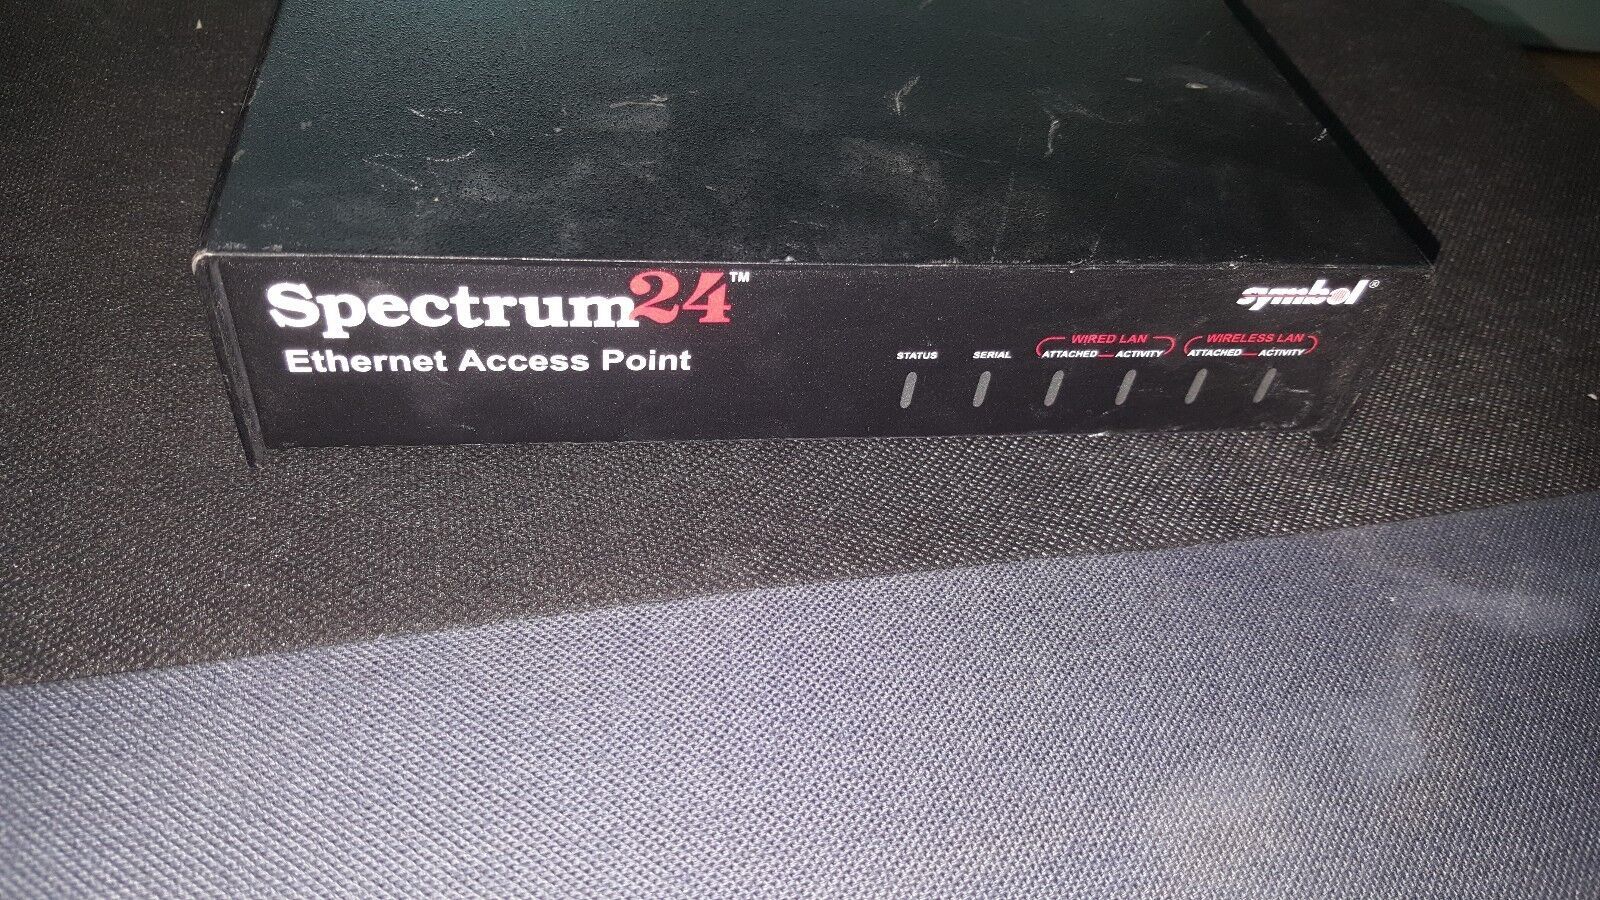 Spectrum24™
Ethernet Access Point
symbol®
WIRED LAN
WIRELESS LAN
STATUS SERIAL ATTACHED ACTIVITY ATTACHED ACTIVITY